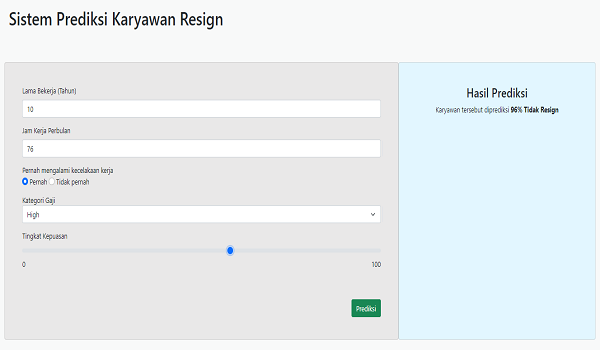 Sistem Prediksi Karyawan Resign
Lama Bekerja (Tahun)
10
Jam Kerja Perbulan
76
Pernah mengalami kecelakaan kerja
Pernah Tidak pernah
Kategori Gaji
High
Tingkat Kepuasan
0 100
Prediksi
Hasil Prediksi
Karyawan tersebut diprediksi 96% Tidak Resign